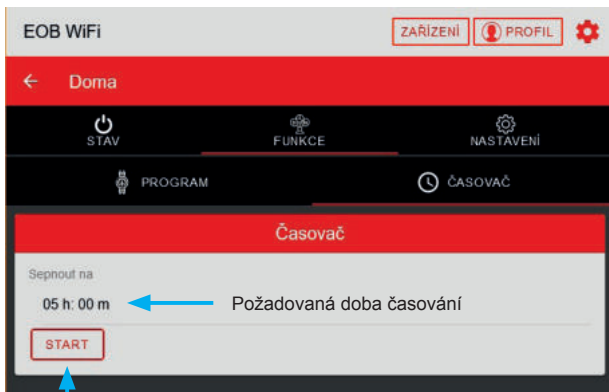 EOB WiFi ZAŘÍZENÍ PROFIL
Doma
STAV FUNKCE NASTAVENÍ
PROGRAM ČASOVAČ
Časovač
Sepnout na
05 h: 00 m Požadovaná doba časování
START